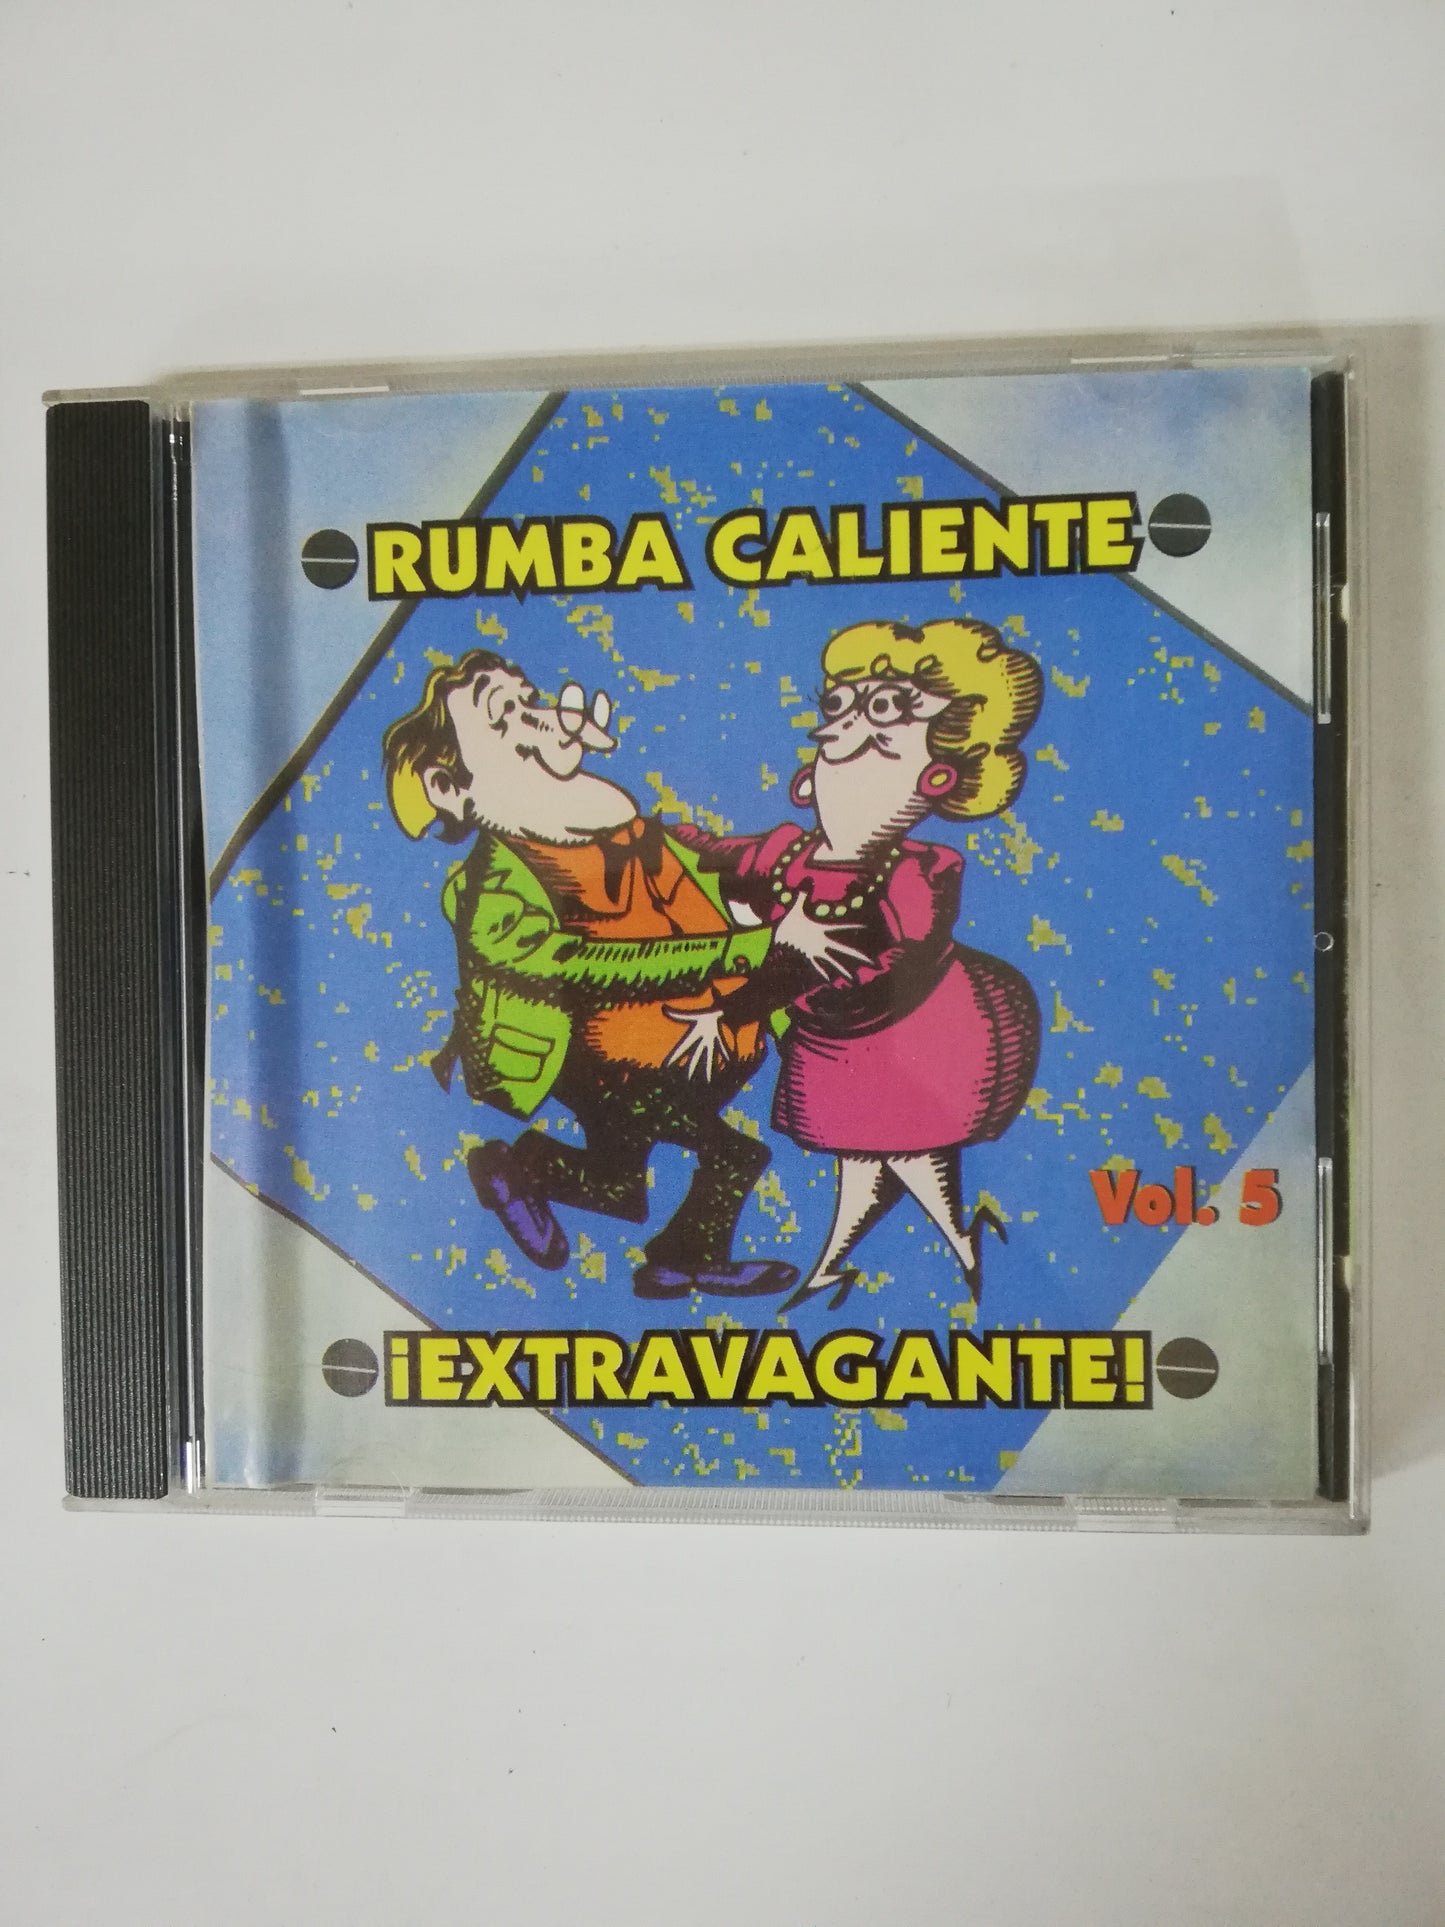 RUMBA CALIENTE
Vol. 5
¡EXTRAVAGANTE!